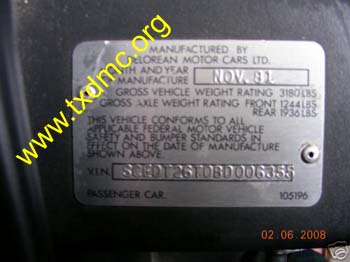 MANUFACTURED BY
DELOREAN MOTOR CARS LTD.
MONTH AND YEAR
MANUFACTURE NOV. 81
GROSS VEHICLE WEIGHT RATING 3180 LBS
GROSS AXLE WEIGHT RATING FRONT 1244 LBS
REAR 1936 LBS
THIS VEHICLE CONFORMS TO ALL
APPLICABLE FEDERAL MOTOR VEHICLE
SAFETY AND BUMPER STANDARDS IN
EFFECT ON THE DATE OF MANUFACTURE
SHOWN ABOVE.
V.I.N. SCEDT26T0BD006355
PASSENGER CAR. 105196
www.txdmc.org
02.06.2008